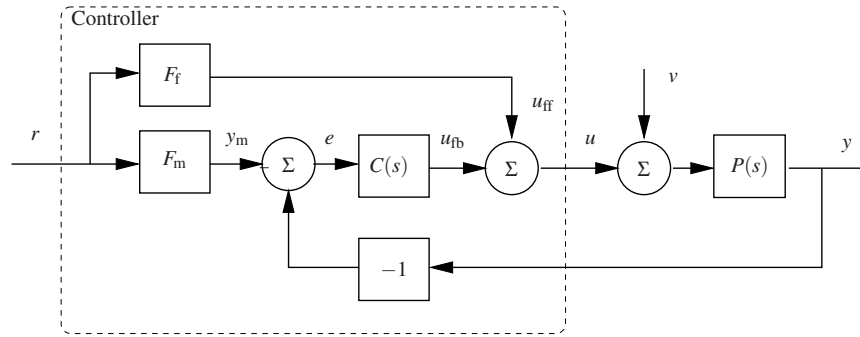 Controller
F_f
v
r
y_m
e
u_fb
u_ff
u
y
F_m
Σ
C(s)
Σ
Σ
P(s)
−1